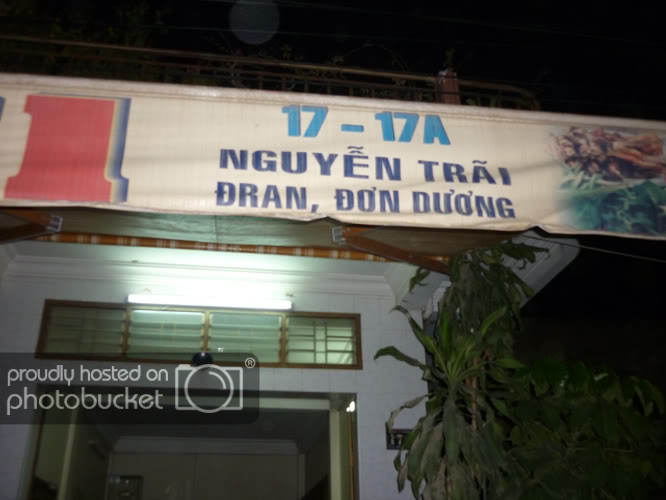 17 - 17A
NGUYỄN TRÃI
ĐRAN, ĐƠN DƯƠNG
proudly hosted on
photobucket
®